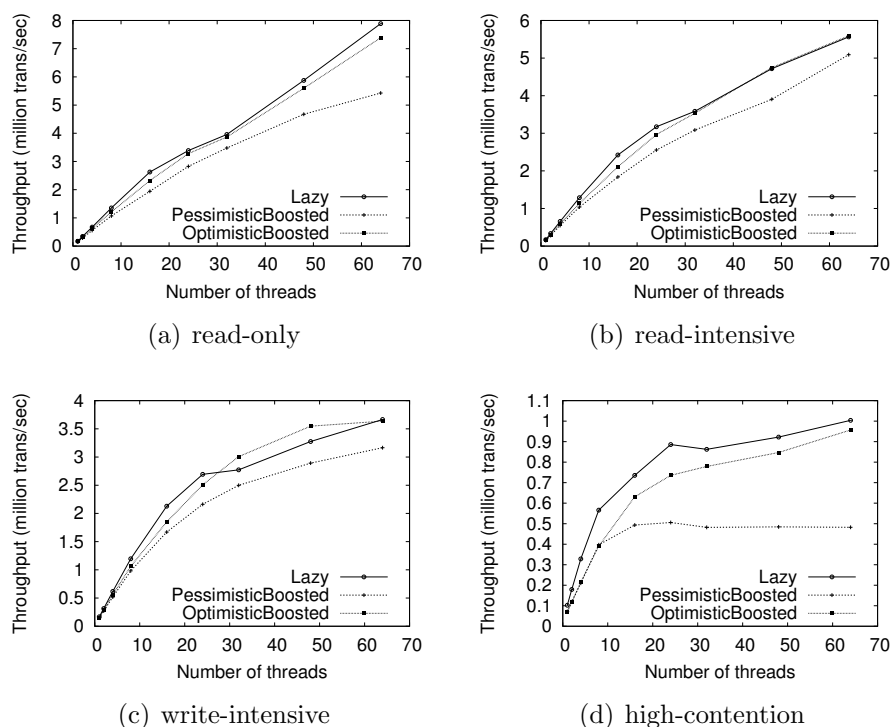 8
7
6
5
4
3
2
1
0
Throughput (million trans/sec)
Lazy
PessimisticBoosted
OptimisticBoosted
0 10 20 30 40 50 60 70
Number of threads
(a) read-only
6
5
4
3
2
1
0
Throughput (million trans/sec)
Lazy
PessimisticBoosted
OptimisticBoosted
0 10 20 30 40 50 60 70
Number of threads
(b) read-intensive
4
3.5
3
2.5
2
1.5
1
0.5
0
Throughput (million trans/sec)
Lazy
PessimisticBoosted
OptimisticBoosted
0 10 20 30 40 50 60 70
Number of threads
(c) write-intensive
1.1
1
0.9
0.8
0.7
0.6
0.5
0.4
0.3
0.2
0.1
0
Throughput (million trans/sec)
Lazy
PessimisticBoosted
OptimisticBoosted
0 10 20 30 40 50 60 70
Number of threads
(d) high-contention